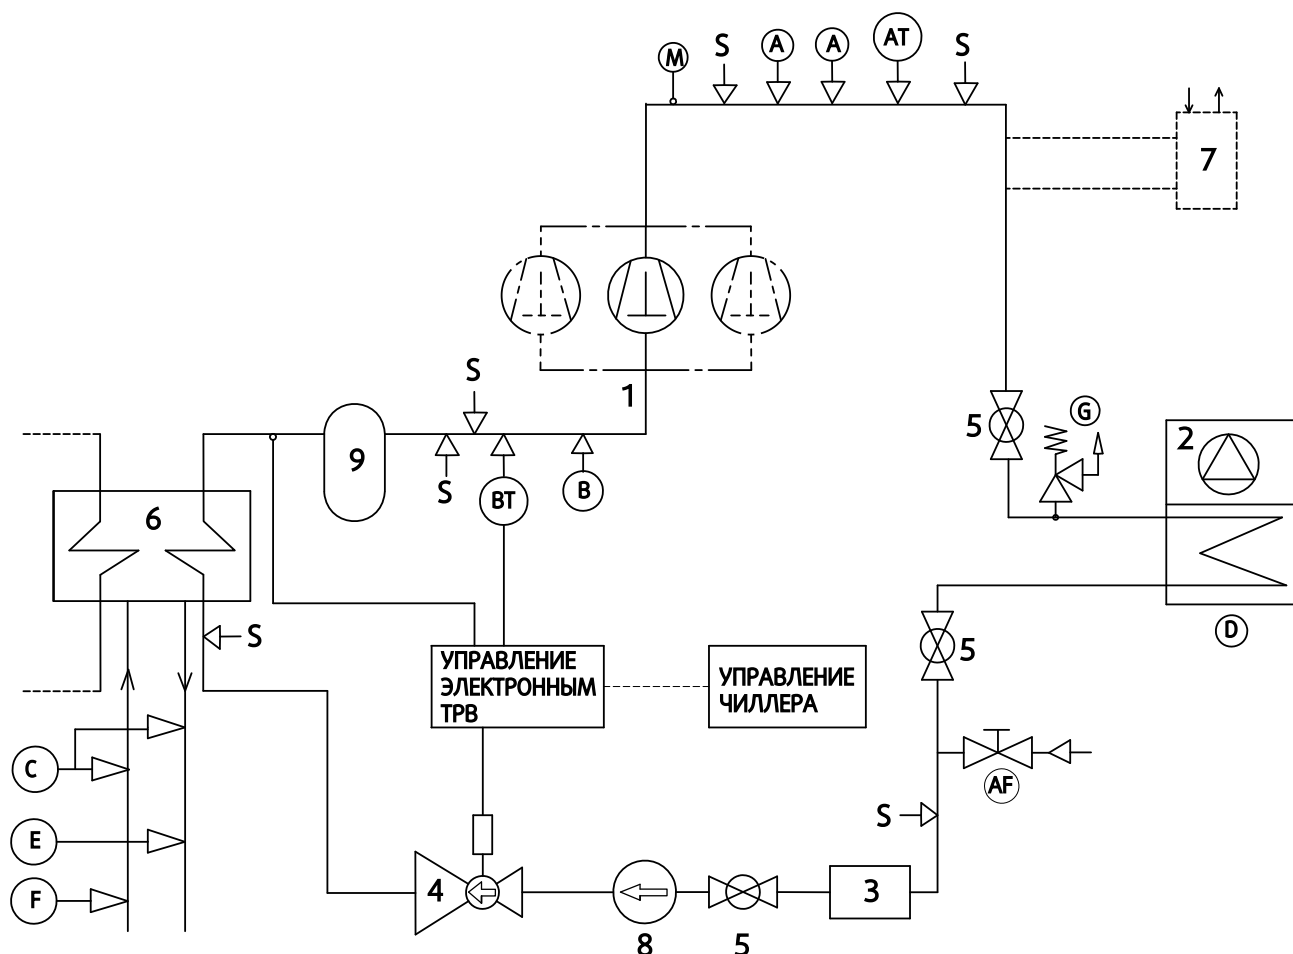 M
S
A
A
AT
S
7
S
1
9
S
BT
B
5
G
2
6
S
D
5
УПРАВЛЕНИЕ
ЭЛЕКТРОННЫМ
ТРВ
УПРАВЛЕНИЕ
ЧИЛЛЕРА
C
AF
S
E
F
4
3
8
5